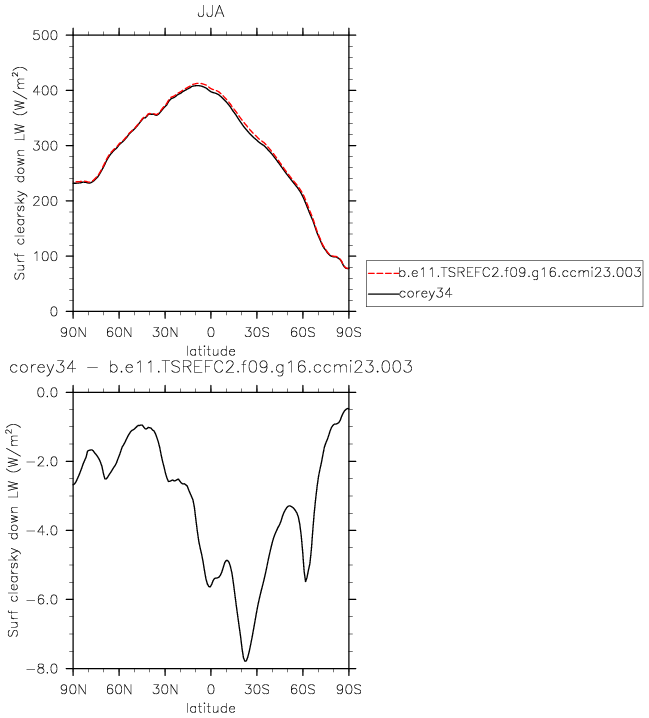 JJA
Surf clearsky down LW (W/m²)
500
400
300
200
100
0
90N 60N 30N 0 30S 60S 90S
latitude
b.e11.TSREFC2.f09.g16.ccmi23.003
corey34
corey34 − b.e11.TSREFC2.f09.g16.ccmi23.003
Surf clearsky down LW (W/m²)
0.0
−2.0
−4.0
−6.0
−8.0
90N 60N 30N 0 30S 60S 90S
latitude